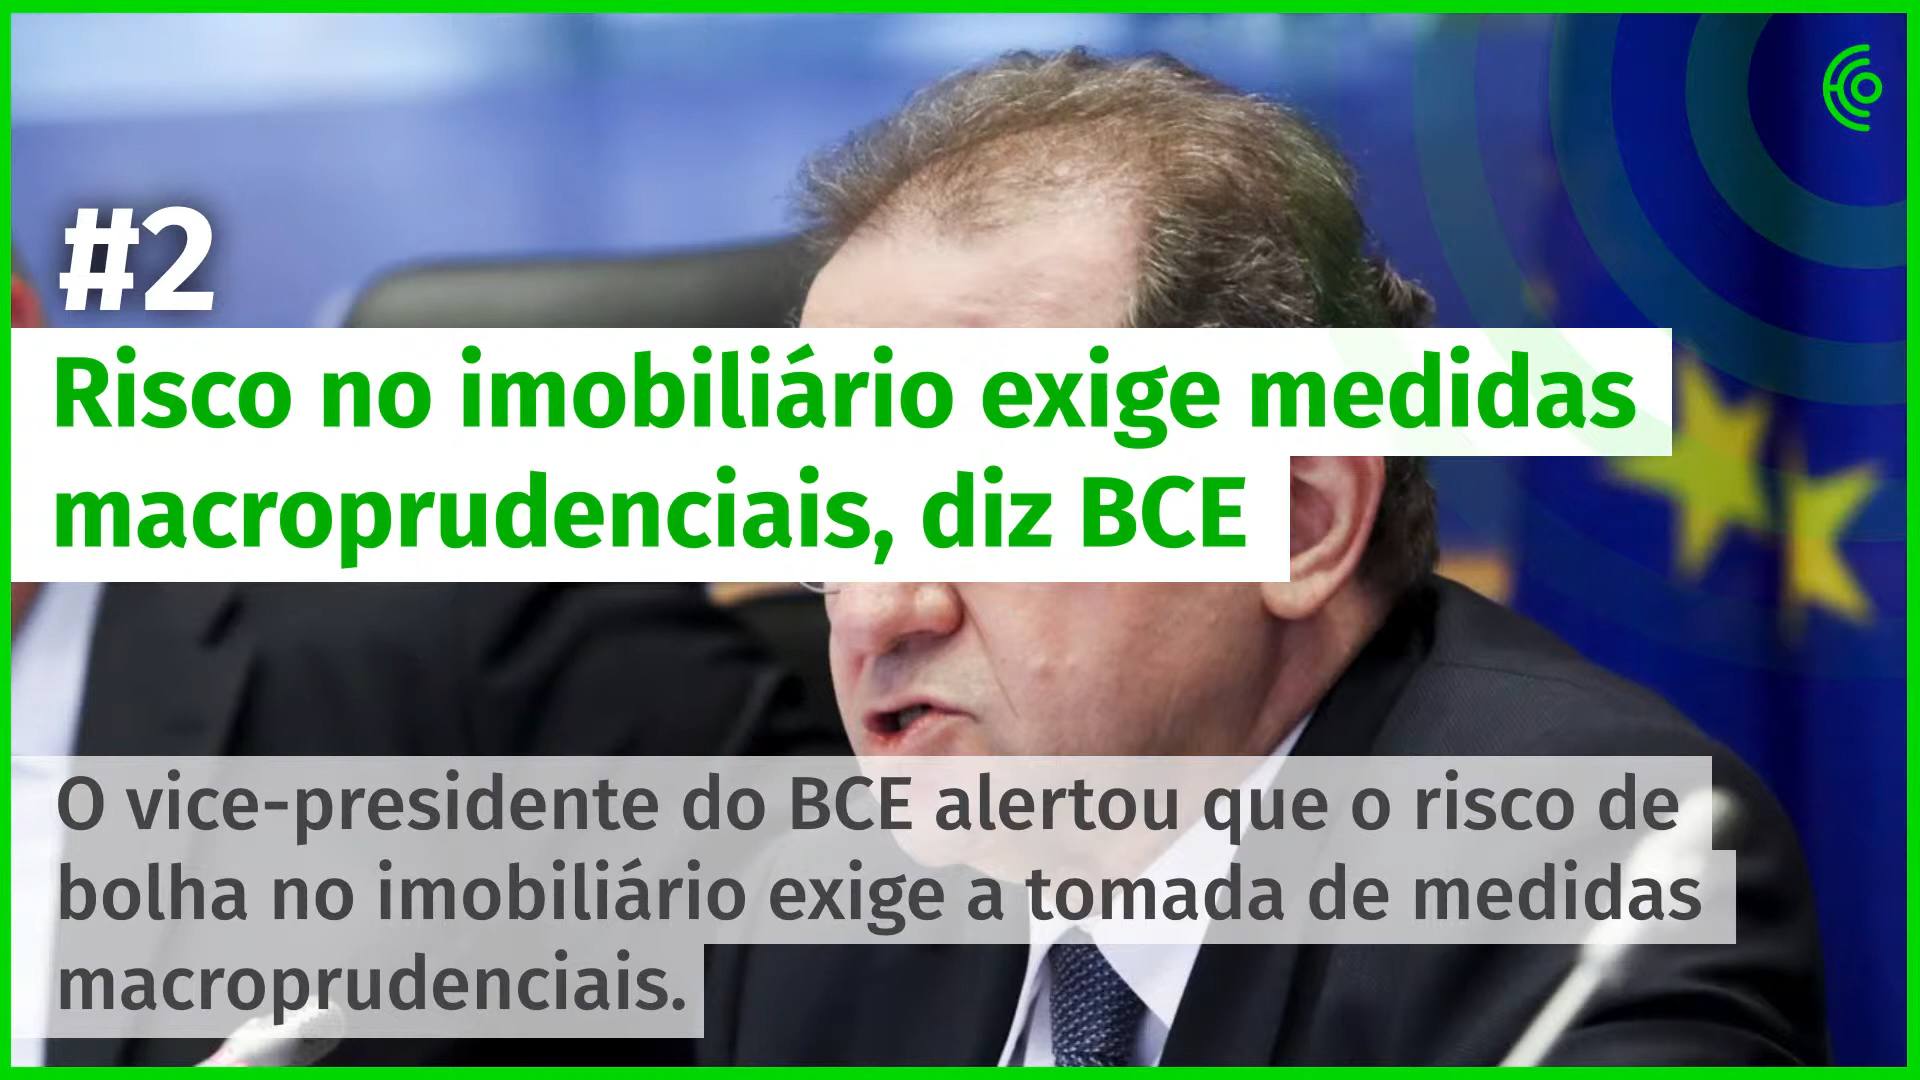 #2
Risco no imobiliário exige medidas
macroprudenciais, diz BCE
O vice-presidente do BCE alertou que o risco de
bolha no imobiliário exige a tomada de medidas
macroprudenciais.